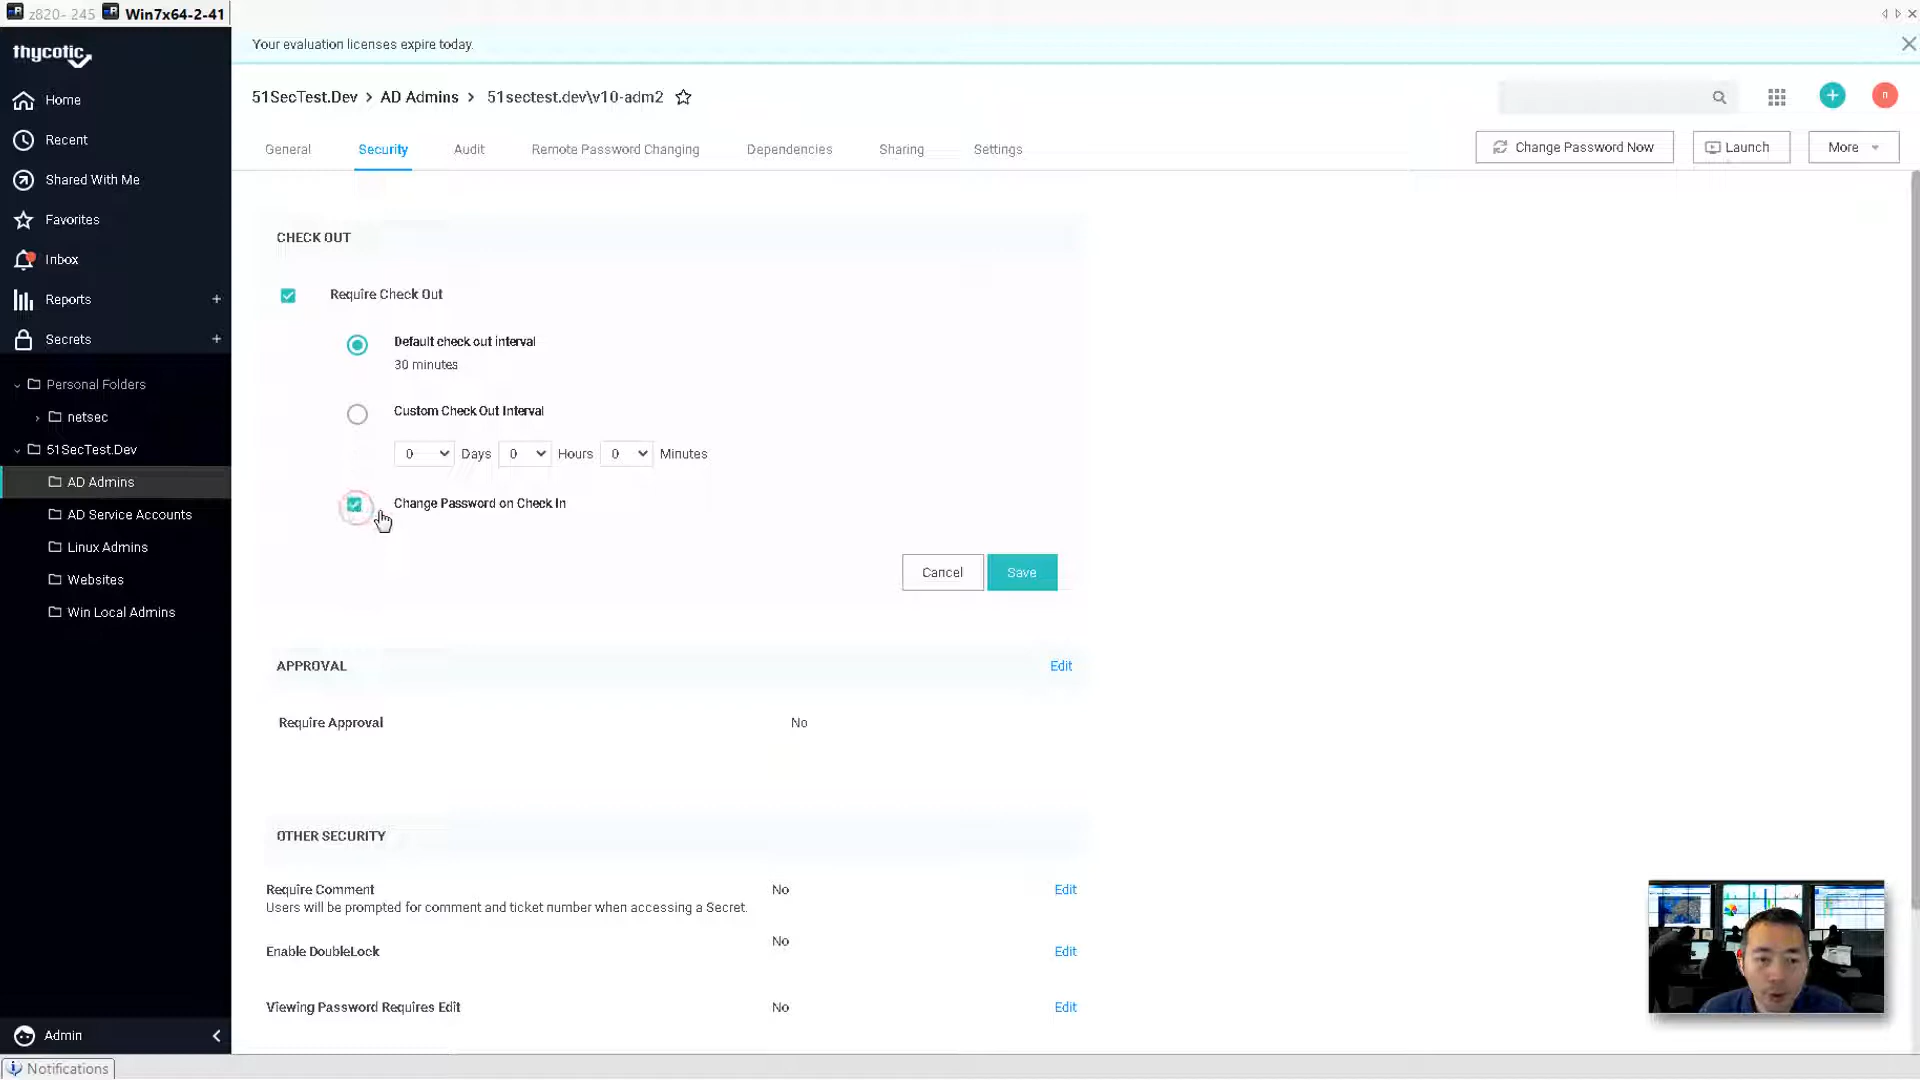 z820- 245
Win7x64-2-41
thycotic
Your evaluation licenses expire today.
Home
Recent
Shared With Me
Favorites
Inbox
Reports
Secrets
Personal Folders
netsec
51SecTest.Dev
AD Admins
AD Service Accounts
Linux Admins
Websites
Win Local Admins
Admin
Notifications
51SecTest.Dev > AD Admins > 51sectest.dev\v10-adm2
n
General
Security
Audit
Remote Password Changing
Dependencies
Sharing
Settings
Change Password Now
Launch
More
CHECK OUT
Require Check Out
Default check out interval
30 minutes
Custom Check Out Interval
0 Days 0 Hours 0 Minutes
Change Password on Check In
Cancel
Save
APPROVAL
Edit
Require Approval
No
OTHER SECURITY
Require Comment
No
Edit
Users will be prompted for comment and ticket number when accessing a Secret.
Enable DoubleLock
No
Edit
Viewing Password Requires Edit
No
Edit